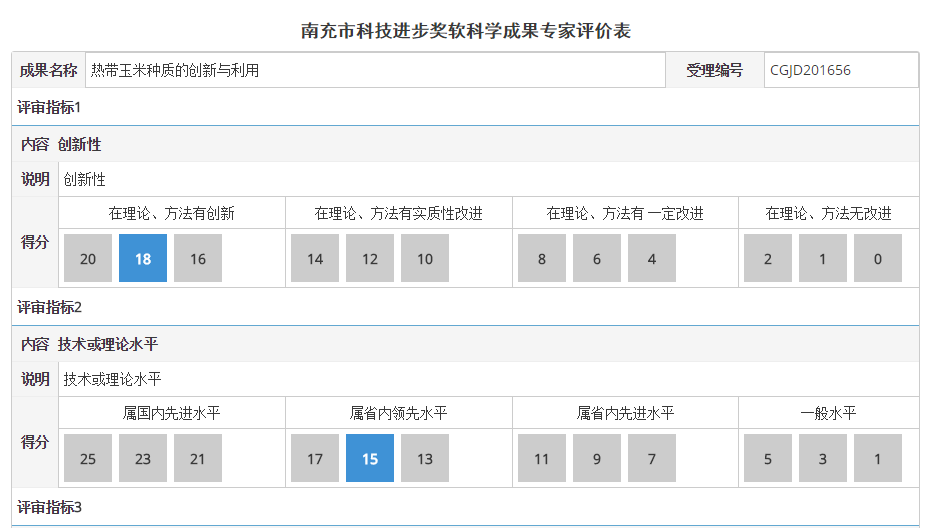 南充市科技进步奖软科学成果专家评价表
成果名称 热带玉米种质的创新与利用 受理编号 CGJD201656
评审指标1
内容 创新性
说明 创新性
在理论、方法有创新 在理论、方法有实质性改进 在理论、方法有一定改进 在理论、方法无改进
得分 20 18 16 14 12 10 8 6 4 2 1 0
评审指标2
内容 技术或理论水平
说明 技术或理论水平
属国内先进水平 属省内领先水平 属省内先进水平 一般水平
得分 25 23 21 17 15 13 11 9 7 5 3 1
评审指标3